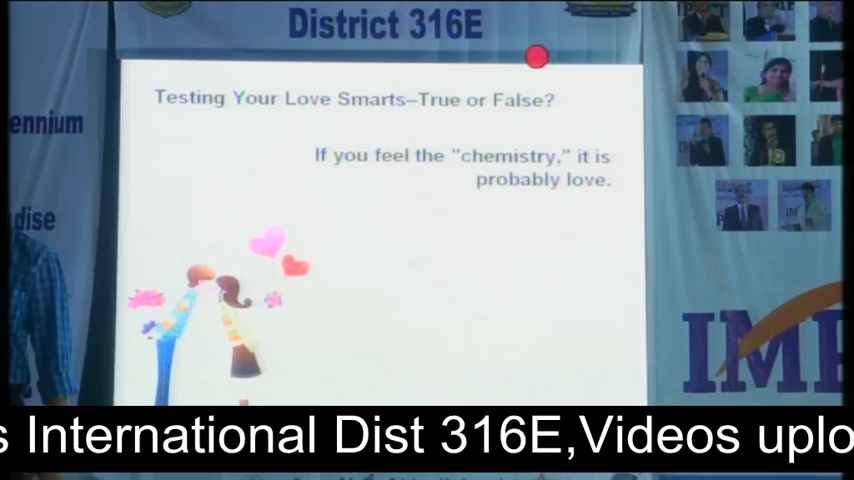 District 316E
ennium
Testing Your Love Smarts–True or False?
If you feel the "chemistry," it is
probably love.
dise
s International Dist 316E,Videos uplo